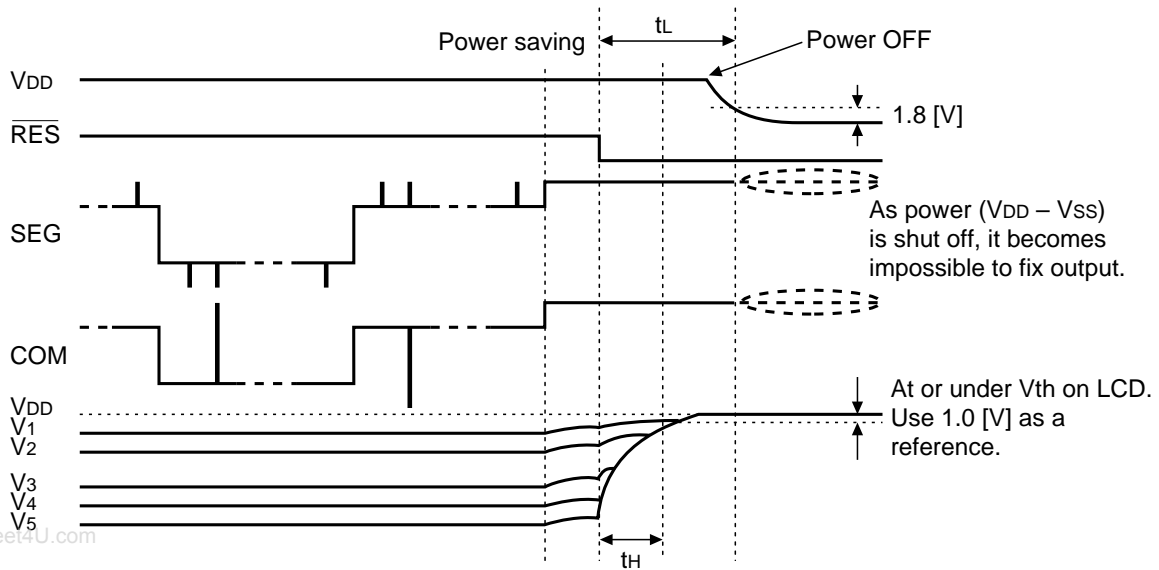 tL
Power saving
Power OFF
VDD
1.8 [V]
RES
SEG
As power (VDD – VSS)
is shut off, it becomes
impossible to fix output.
COM
VDD
At or under Vth on LCD.
Use 1.0 [V] as a
reference.
V1
V2
V3
V4
V5
eet4U.com
tH